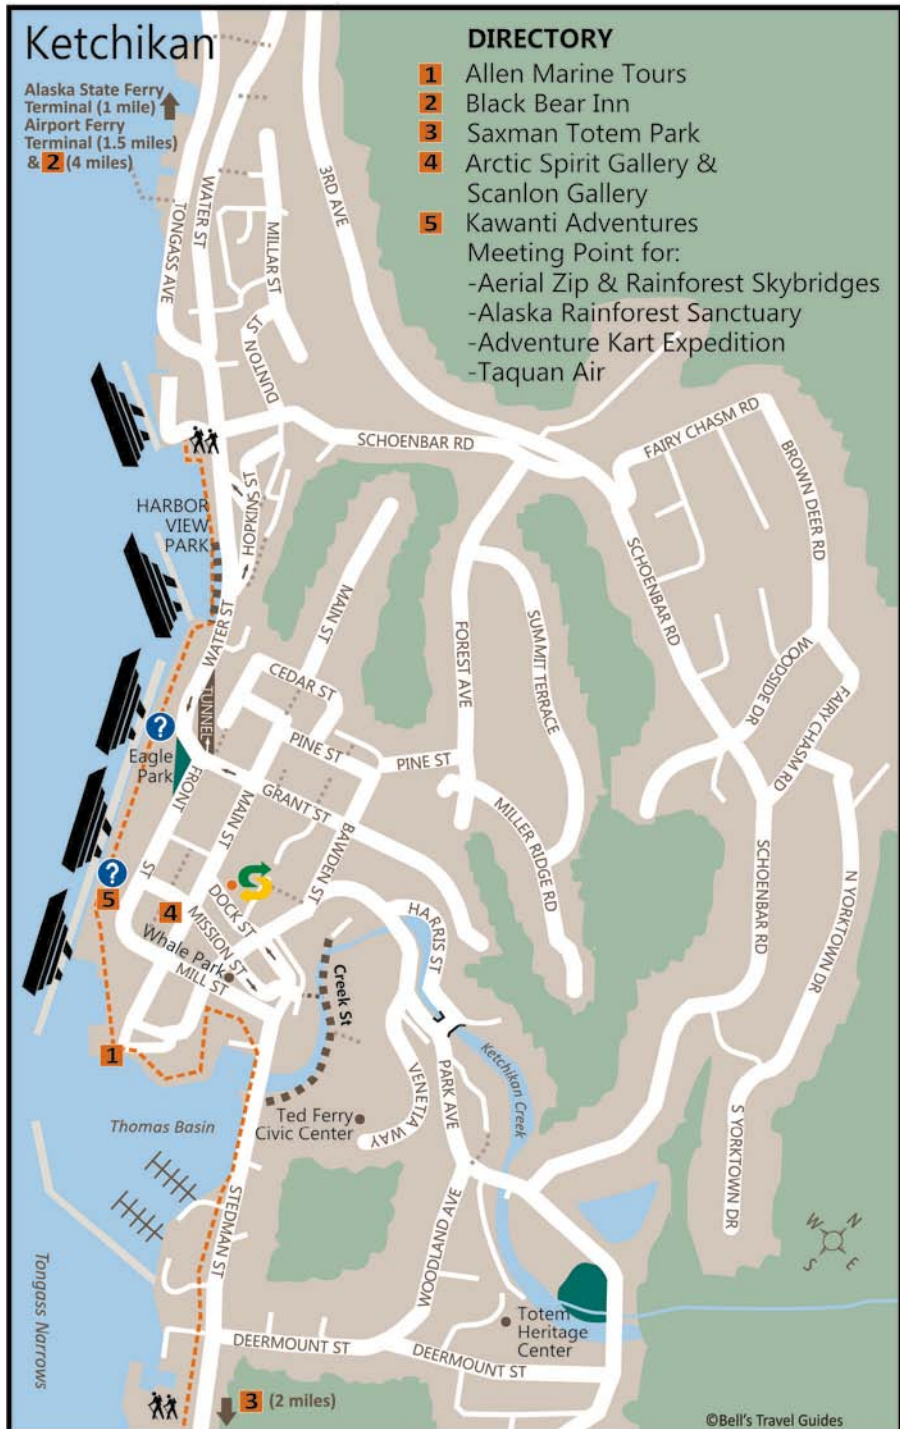 Ketchikan
Alaska State Ferry
Terminal (1 mile)
Airport Ferry
Terminal (1.5 miles)
& 2 (4 miles)
DIRECTORY
1 Allen Marine Tours
2 Black Bear Inn
3 Saxman Totem Park
4 Arctic Spirit Gallery &
Scanlon Gallery
5 Kawanti Adventures
Meeting Point for:
-Aerial Zip & Rainforest Skybridges
-Alaska Rainforest Sanctuary
-Adventure Kart Expedition
-Taquan Air
TONGASS AVE
WATER ST
MILLAR ST
3RD AVE
DUNTON ST
SCHOENBAR RD
FAIRY CHASM RD
BROWN DEER RD
HARBOR
VIEW
PARK
HOPKINS ST
SCHOENBAR RD
MAIN ST
FOREST AVE
SUMMIT TERRACE
WATER ST
CEDAR ST
WOODSIDE DR
FAIRY CHASM RD
TUNNEL
?
Eagle
Park
PINE ST
PINE ST
FRONT
ST
MAIN ST
GRANT ST
BAWDEN ST
MILLER RIDGE RD
SCHOENBAR RD
N YORKTOWN DR
?
5
4
DOCK ST
MISSION ST
Whale Park
MILL ST
HARRIS ST
Creek St
1
Ketchikan Creek
PARK AVE
VENETIA WAY
Ted Ferry
Civic Center
Thomas Basin
S YORKTOWN DR
STEDMAN ST
WOODLAND AVE
W N
S E
Tongass Narrows
Totem
Heritage
Center
DEERMOUNT ST
DEERMOUNT ST
3 (2 miles)
©Bell's Travel Guides